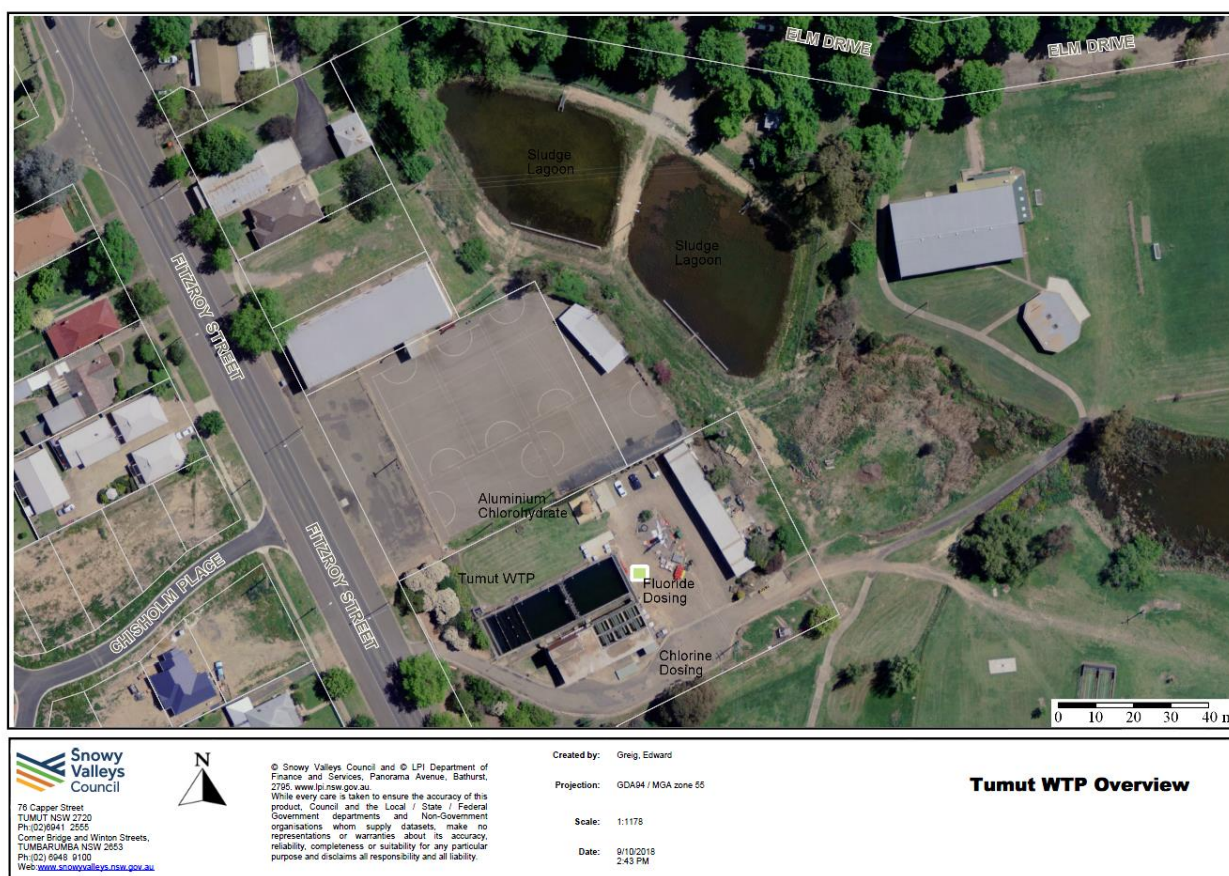 ELM DRIVE
ELM DRIVE
Sludge
Lagoon
Sludge
Lagoon
FITZROY STREET
Aluminium
Chlorohydrate
FITZROY STREET
Tumut WTP
Fluoride
Dosing
CHISHOLM PLACE
Chlorine
Dosing
0 10 20 30 40 m
Snowy
Valleys
Council
76 Capper Street
TUMUT NSW 2720
Ph:(02)6941 2555
Corner Bridge and Winton Streets,
TUMBARUMBA NSW 2653
Ph:(02) 6948 9100
Web:www.snowyvalleys.nsw.gov.au
N
© Snowy Valleys Council and © LPI Department of
Finance and Services, Panorama Avenue, Bathurst,
2795. www.lpi.nsw.gov.au.
While every care is taken to ensure the accuracy of this
product, Council and the Local / State / Federal
Government departments and Non-Government
organisations whom supply datasets, make no
representations or warranties about its accuracy,
reliability, completeness or suitability for any particular
purpose and disclaims all responsibility and all liability.
Created by: Greig, Edward
Projection: GDA94 / MGA zone 55
Scale: 1:1178
Date: 9/10/2018
2:43 PM
Tumut WTP Overview